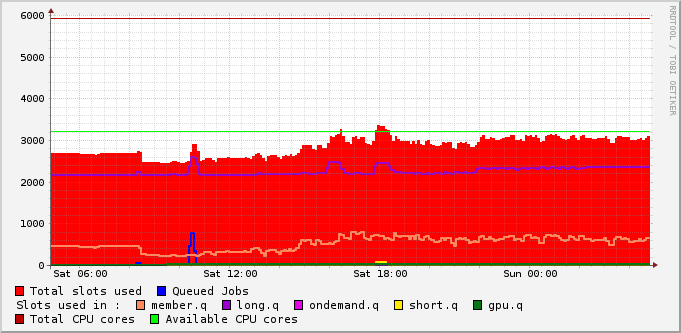 6000
5000
4000
3000
2000
1000
0
Sat 06:00 Sat 12:00 Sat 18:00 Sun 00:00
RRDTOOL / TOBI OETIKER
Total slots used Queued Jobs
Slots used in : member.q long.q ondemand.q short.q gpu.q
Total CPU cores Available CPU cores